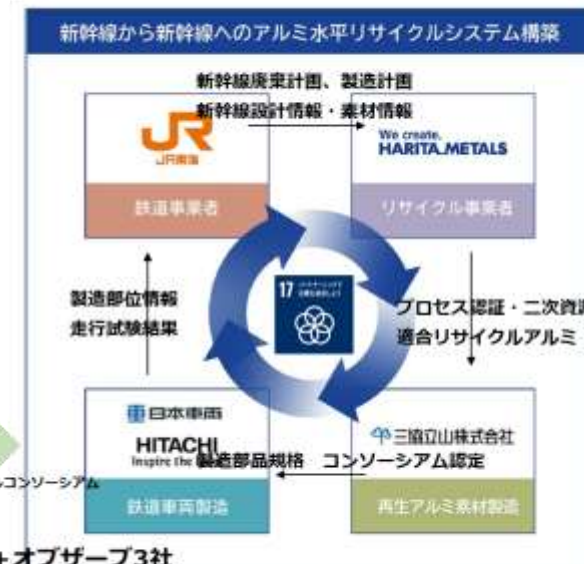 新幹線から新幹線へのアルミ水平リサイクルシステム構築
新幹線廃棄計画、製造計画
新幹線設計情報・素材情報
JR
JR東海
We create.
HARITA METALS
鉄道事業者
リサイクル事業者
17
製造部位情報
走行試験結果
プロセス認証・二次資源
適合リサイクルアルミ
日本車両
HITACHI
Inspire the
三協立山株式会社
製造部品規格 コンソーシアム認定
鉄道車両製造
再生アルミ素材製造
コンソーシアム
+オブザーブ3社